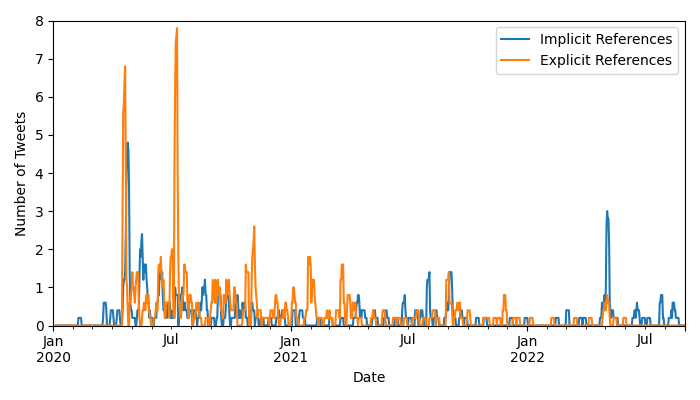 8
7
6
5
4
3
2
1
0
Number of Tweets
Implicit References
Explicit References
Jan Jul Jan Jul Jan Jul
2020 2021 2022
Date